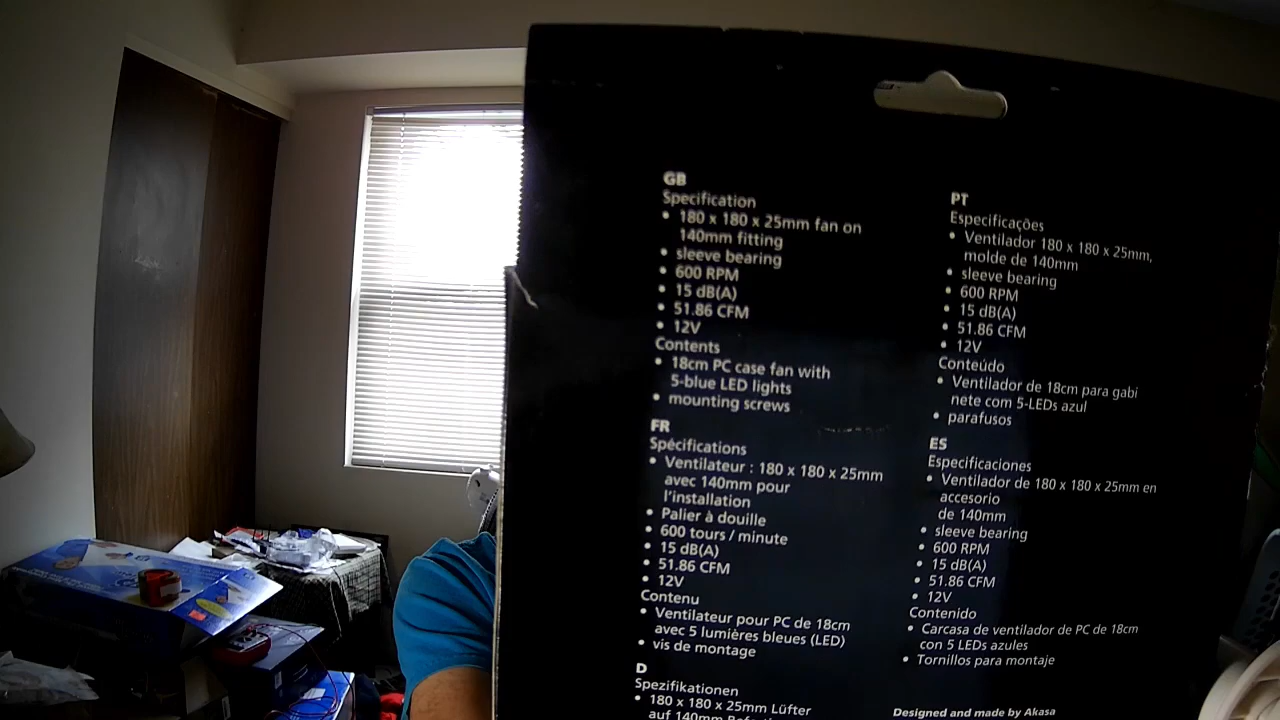 GB
Specification
• 180 x 180 x 25mm fan on
140mm fitting
• sleeve bearing
• 600 RPM
• 15 dB(A)
• 51.86 CFM
• 12V
Contents
• 18cm PC case fan with
5-blue LED lights
• mounting screws
FR
Spécifications
• Ventilateur : 180 x 180 x 25mm
avec 140mm pour
l'installation
• Palier à douille
• 600 tours / minute
• 15 dB(A)
• 51.86 CFM
• 12V
Contenu
• Ventilateur pour PC de 18cm
avec 5 lumières bleues (LED)
• vis de montage
D
Spezifikationen
• 180 x 180 x 25mm Lüfter
auf 140mm
PT
Especificações
• Ventilador 180 x 180 x 25mm,
molde de 140mm
• sleeve bearing
• 600 RPM
• 15 dB(A)
• 51.86 CFM
• 12V
Conteúdo
• Ventilador de 18cm para gabi
nete com 5-LEDs azul
• parafusos
ES
Especificaciones
• Ventilador de 180 x 180 x 25mm en
accesorio
de 140mm
• sleeve bearing
• 600 RPM
• 15 dB(A)
• 51.86 CFM
• 12V
Contenido
• Carcasa de ventilador de PC de 18cm
con 5 LEDs azules
• Tornillos para montaje
Designed and made by Akasa